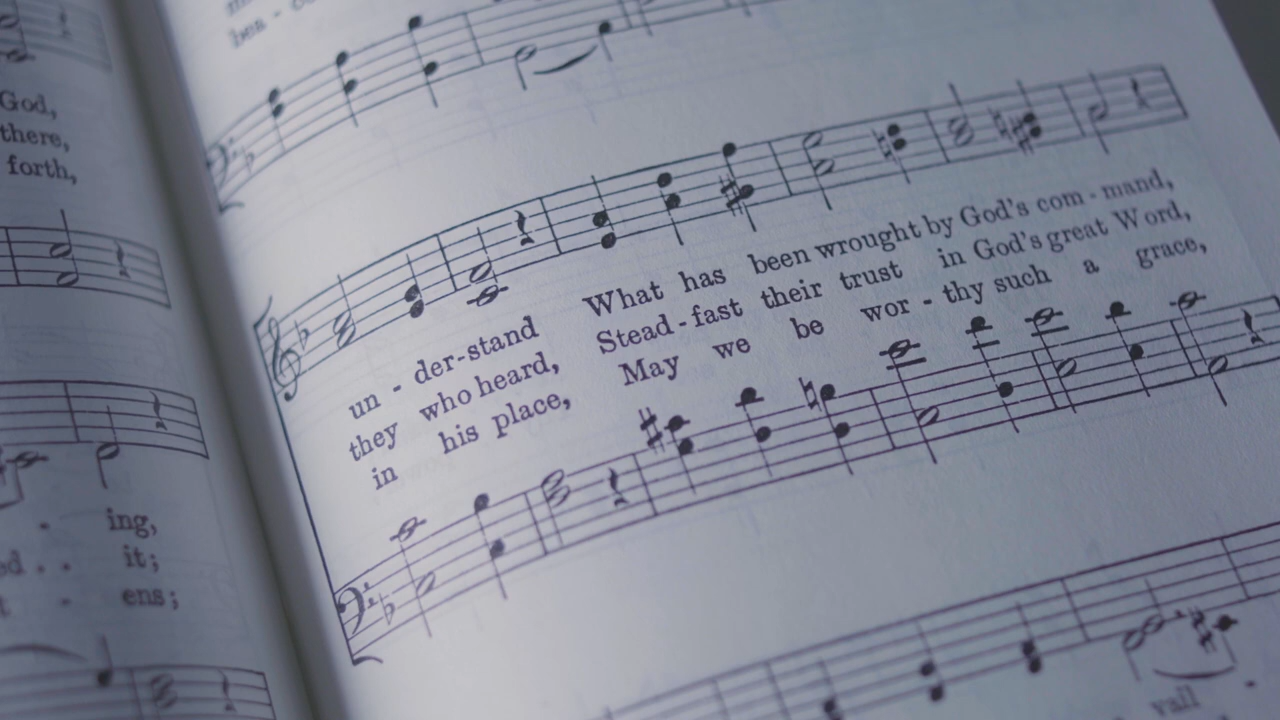 God,
there,
forth,
ing,
it;
ens;
un - der-stand What has been wrought by God's com - mand,
they who heard, Stead - fast their trust in God's great Word,
in his place, May we be wor - thy such a grace,